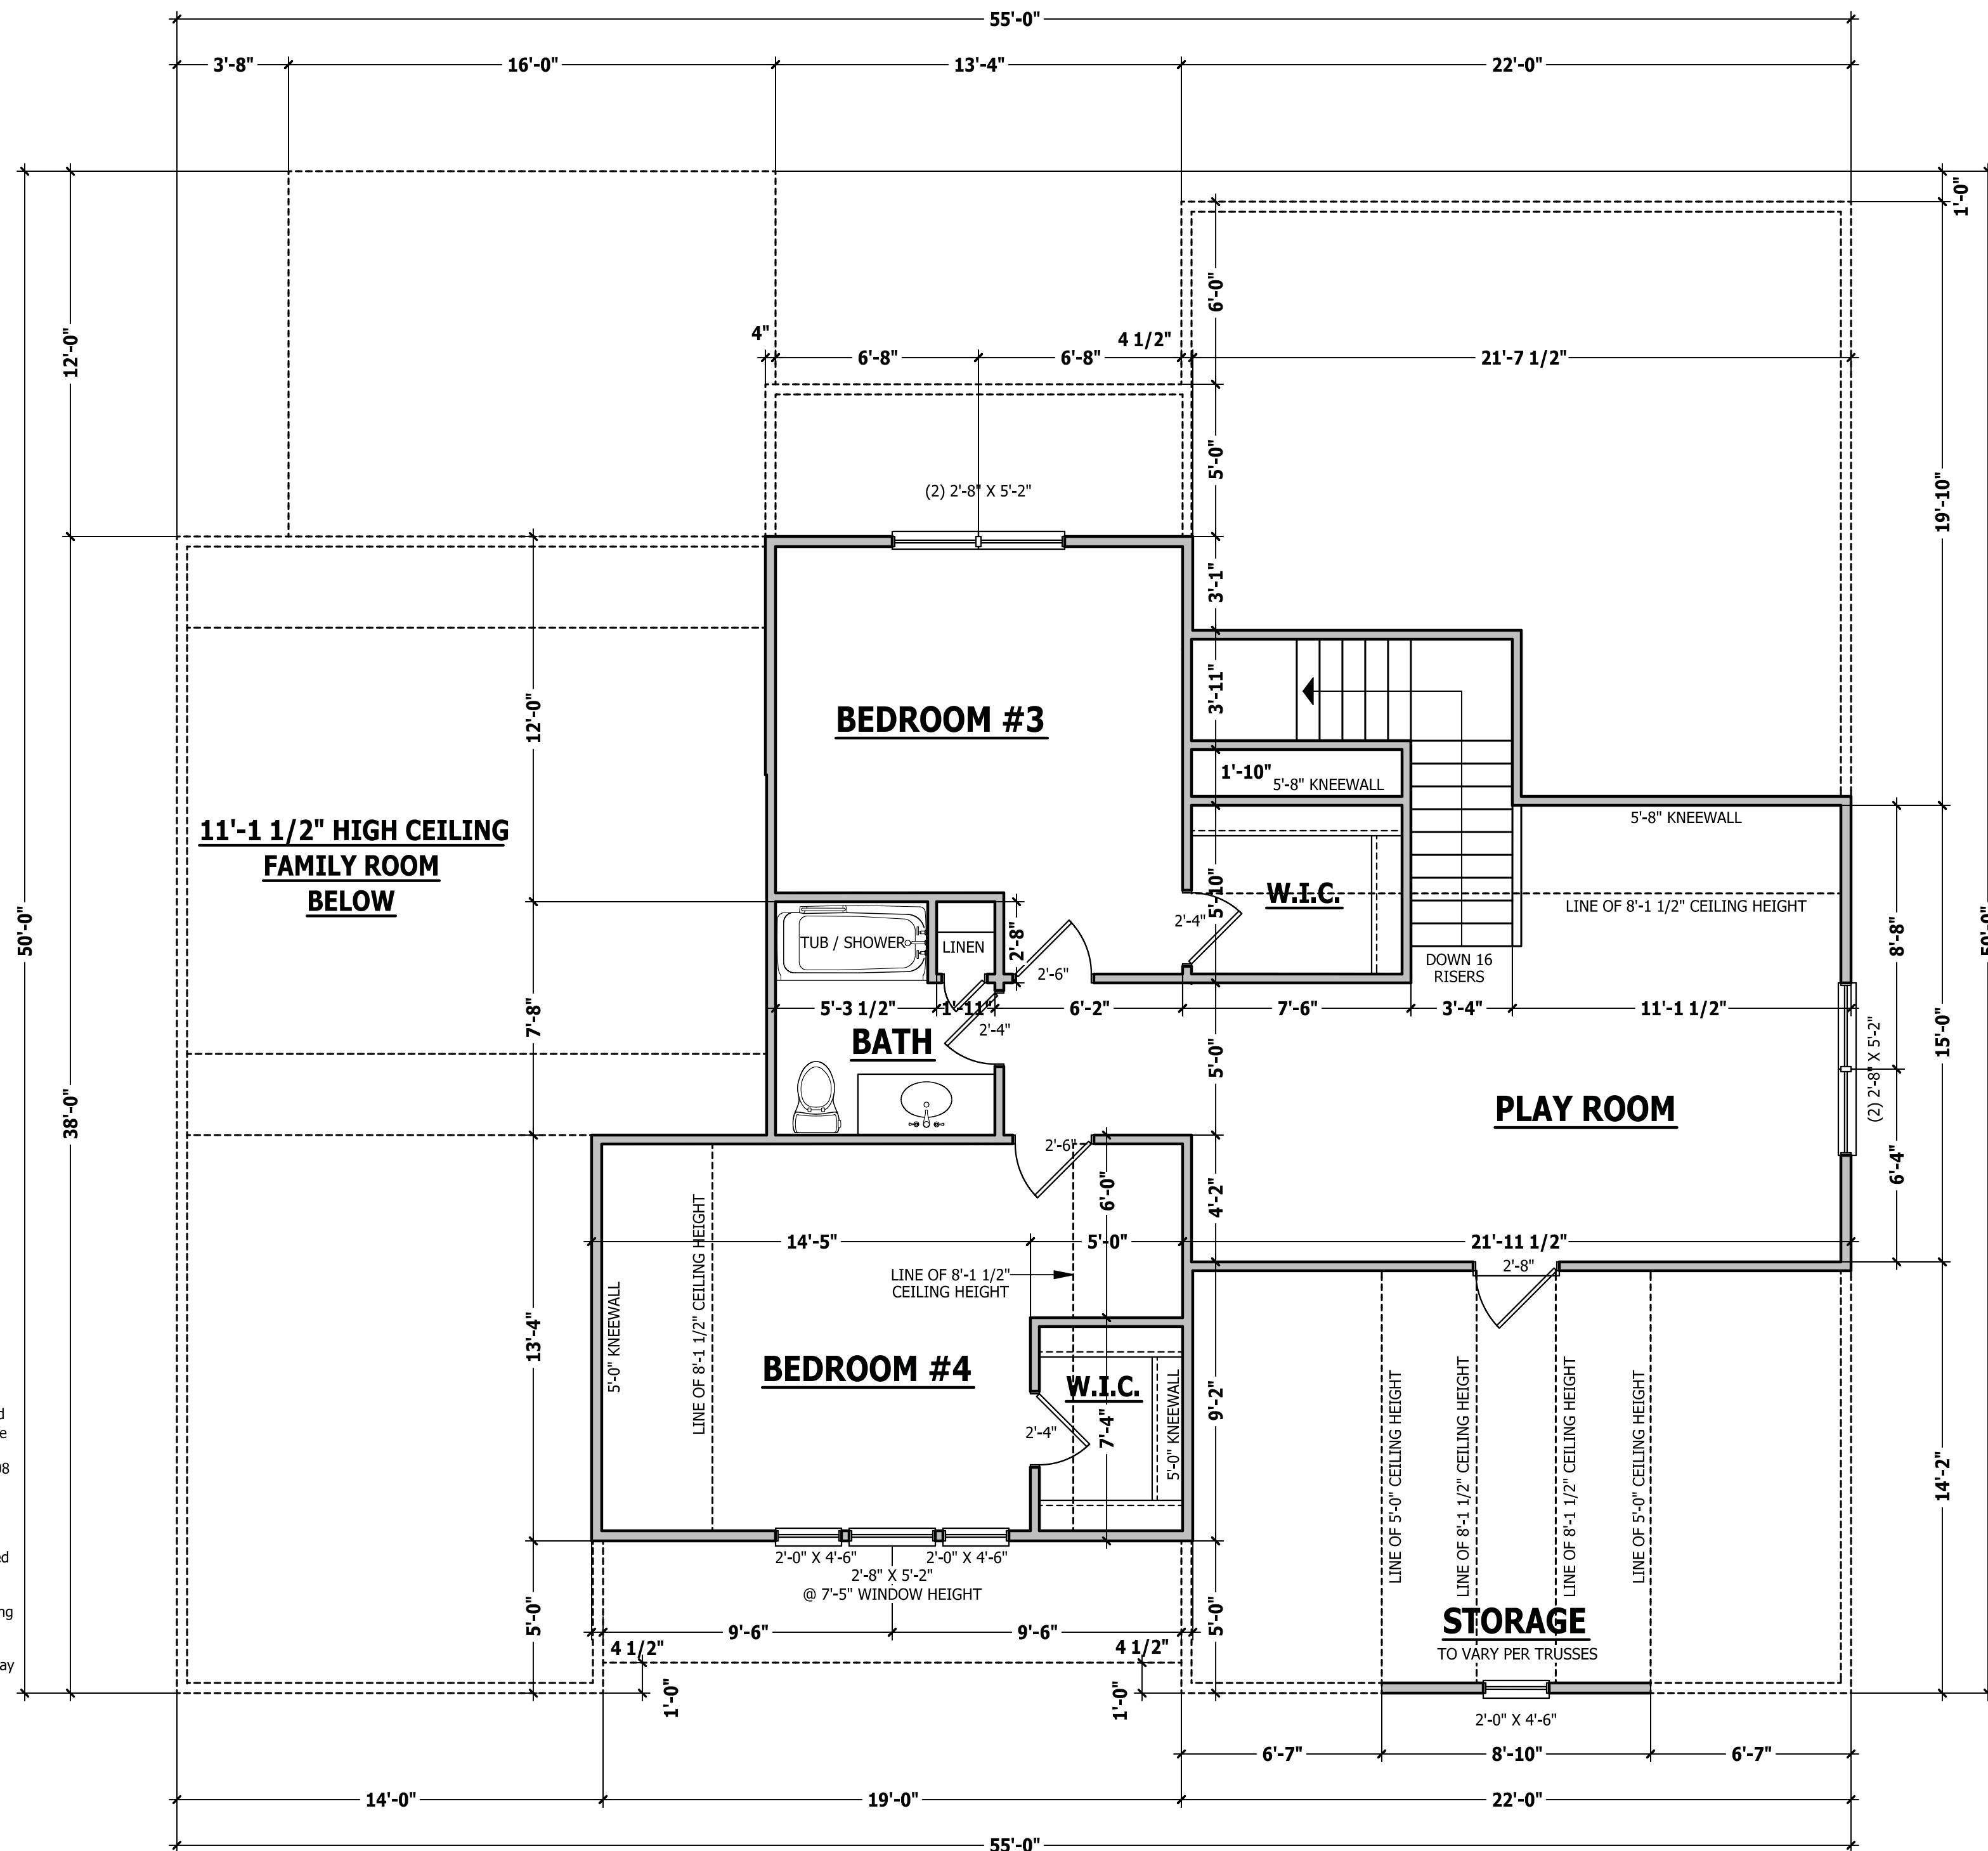 55'-0"
3'-8"
16'-0"
13'-4"
22'-0"
1'-0"
6'-0"
12'-0"
4"
4 1/2"
6'-8"
6'-8"
21'-7 1/2"
5'-0"
(2) 2'-8" X 5'-2"
19'-10"
3'-1"
3'-11"
BEDROOM #3
12'-0"
1'-10"
5'-8" KNEEWALL
5'-8" KNEEWALL
11'-1 1/2" HIGH CEILING
FAMILY ROOM
BELOW
W.I.C.
5'-10"
LINE OF 8'-1 1/2" CEILING HEIGHT
2'-4"
50'-0"
TUB / SHOWER
LINEN
2'-8"
8'-8"
DOWN 16
RISERS
2'-6"
5'-3 1/2"
1'-11"
6'-2"
7'-6"
3'-4"
11'-1 1/2"
7'-8"
2'-4"
BATH
5'-0"
15'-0"
(2) 2'-8" X 5'-2"
38'-0"
PLAY ROOM
2'-6"
6'-4"
6'-0"
4'-2"
14'-5"
5'-0"
21'-11 1/2"
2'-8"
LINE OF 8'-1 1/2"
CEILING HEIGHT
LINE OF 8'-1 1/2" CEILING HEIGHT
5'-0" KNEEWALL
13'-4"
BEDROOM #4
W.I.C.
2'-4"
7'-4"
5'-0" KNEEWALL
9'-2"
LINE OF 5'-0" CEILING HEIGHT
LINE OF 8'-1 1/2" CEILING HEIGHT
LINE OF 8'-1 1/2" CEILING HEIGHT
LINE OF 5'-0" CEILING HEIGHT
14'-2"
2'-0" X 4'-6"
2'-0" X 4'-6"
2'-8" X 5'-2"
@ 7'-5" WINDOW HEIGHT
5'-0"
9'-6"
9'-6"
5'-0"
4 1/2"
4 1/2"
STORAGE
TO VARY PER TRUSSES
1'-0"
1'-0"
2'-0" X 4'-6"
6'-7"
8'-10"
6'-7"
14'-0"
19'-0"
22'-0"
55'-0"